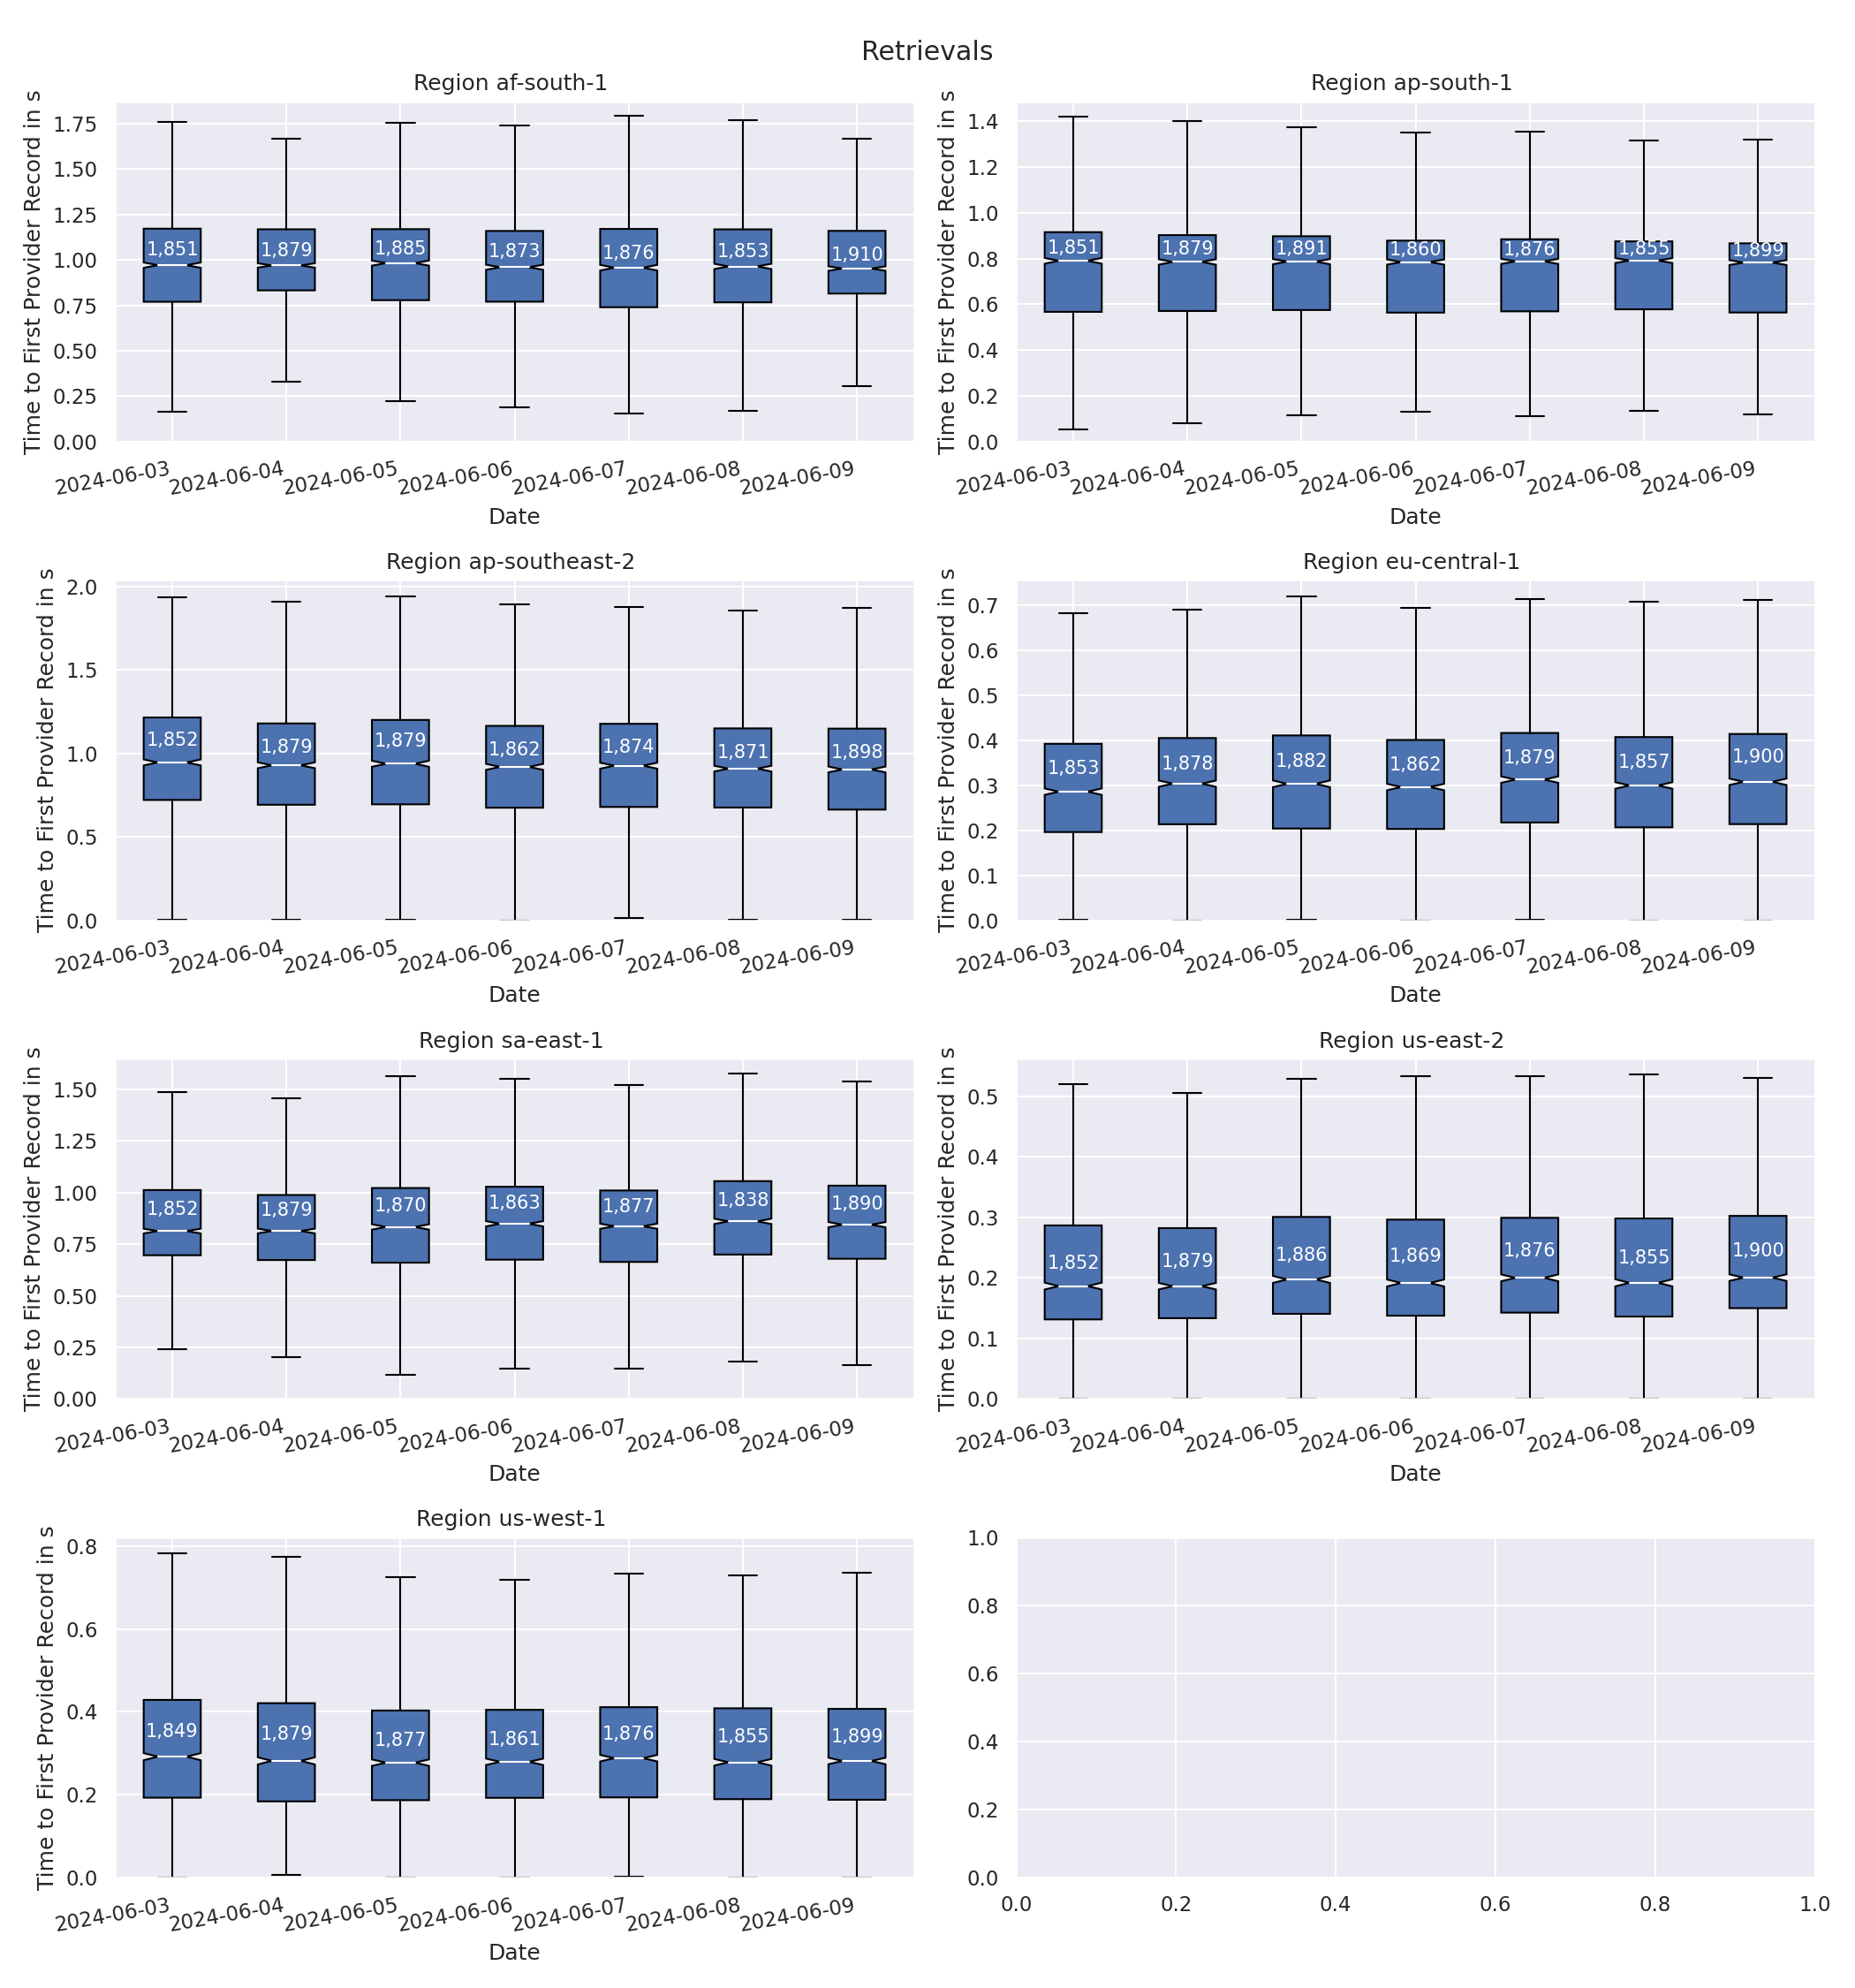 Retrievals
Region af-south-1
Time to First Provider Record in s
1.75
1.50
1.25
1.00
0.75
0.50
0.25
0.00
1,851 1,879 1,885 1,873 1,876 1,853 1,910
2024-06-03 2024-06-04 2024-06-05 2024-06-06 2024-06-07 2024-06-08 2024-06-09
Date
Region ap-south-1
Time to First Provider Record in s
1.4
1.2
1.0
0.8
0.6
0.4
0.2
0.0
1,851 1,879 1,891 1,860 1,876 1,855 1,899
2024-06-03 2024-06-04 2024-06-05 2024-06-06 2024-06-07 2024-06-08 2024-06-09
Date
Region ap-southeast-2
Time to First Provider Record in s
2.0
1.5
1.0
0.5
0.0
1,852 1,879 1,879 1,862 1,874 1,871 1,898
2024-06-03 2024-06-04 2024-06-05 2024-06-06 2024-06-07 2024-06-08 2024-06-09
Date
Region eu-central-1
Time to First Provider Record in s
0.7
0.6
0.5
0.4
0.3
0.2
0.1
0.0
1,853 1,878 1,882 1,862 1,879 1,857 1,900
2024-06-03 2024-06-04 2024-06-05 2024-06-06 2024-06-07 2024-06-08 2024-06-09
Date
Region sa-east-1
Time to First Provider Record in s
1.50
1.25
1.00
0.75
0.50
0.25
0.00
1,852 1,879 1,870 1,863 1,877 1,838 1,890
2024-06-03 2024-06-04 2024-06-05 2024-06-06 2024-06-07 2024-06-08 2024-06-09
Date
Region us-east-2
Time to First Provider Record in s
0.5
0.4
0.3
0.2
0.1
0.0
1,852 1,879 1,886 1,869 1,876 1,855 1,900
2024-06-03 2024-06-04 2024-06-05 2024-06-06 2024-06-07 2024-06-08 2024-06-09
Date
Region us-west-1
Time to First Provider Record in s
0.8
0.6
0.4
0.2
0.0
1,849 1,879 1,877 1,861 1,876 1,855 1,899
2024-06-03 2024-06-04 2024-06-05 2024-06-06 2024-06-07 2024-06-08 2024-06-09
Date
1.0
0.8
0.6
0.4
0.2
0.0
0.0 0.2 0.4 0.6 0.8 1.0